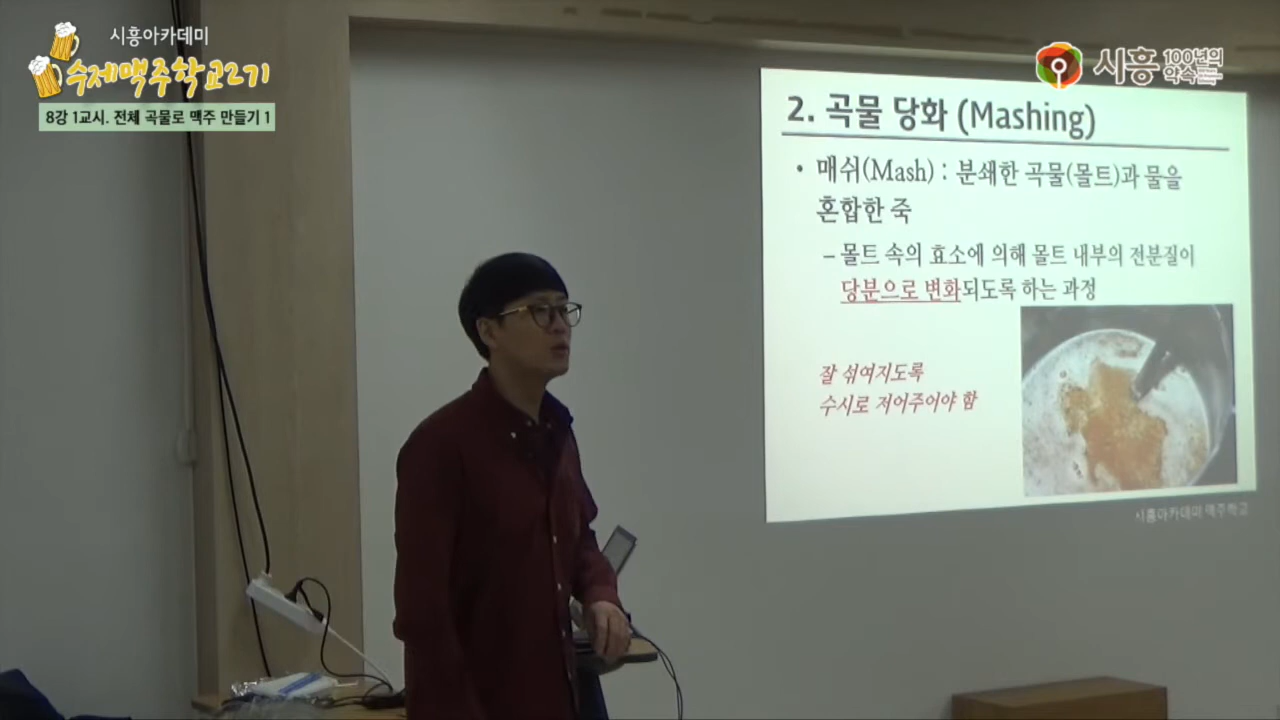 시흥아카데미
수제맥주학교2기
8강 1교시. 전체 곡물로 맥주 만들기 1
시흥 100년의 약속
2. 곡물 당화 (Mashing)
• 매쉬(Mash) : 분쇄한 곡물(몰트)과 물을
혼합한 죽
– 몰트 속의 효소에 의해 몰트 내부의 전분질이
당분으로 변화되도록 하는 과정
잘 섞여지도록
수시로 저어주어야 함
시흥아카데미 맥주학교